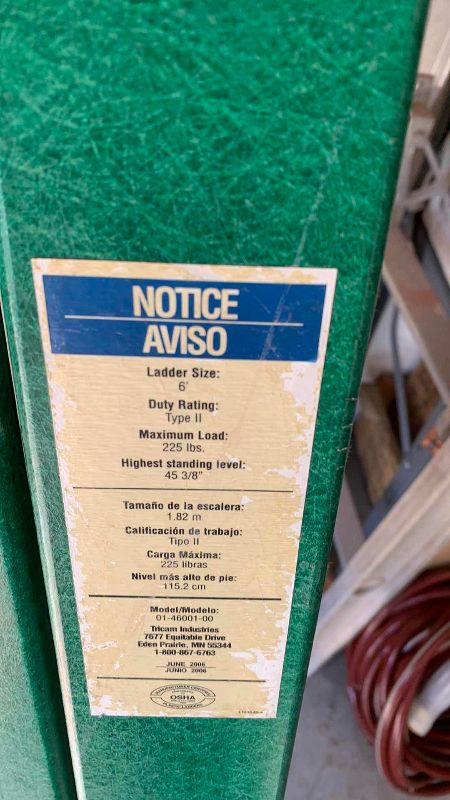 NOTICE
AVISO
Ladder Size:
6'
Duty Rating:
Type II
Maximum Load:
225 lbs.
Highest standing level:
45 3/8"
Tamaño de la escalera:
1.82 m
Calificación de trabajo:
Tipo II
Carga Máxima:
225 libras
Nivel más alto de pie:
115.2 cm
Model/Modelo:
01-46001-00
Tricam Industries
7677 Equitable Drive
Eden Prairie, MN 55344
1-800-867-6763
JUNE 2006
JUNIO 2006
MANUFACTURER CERTIFIED
OSHA